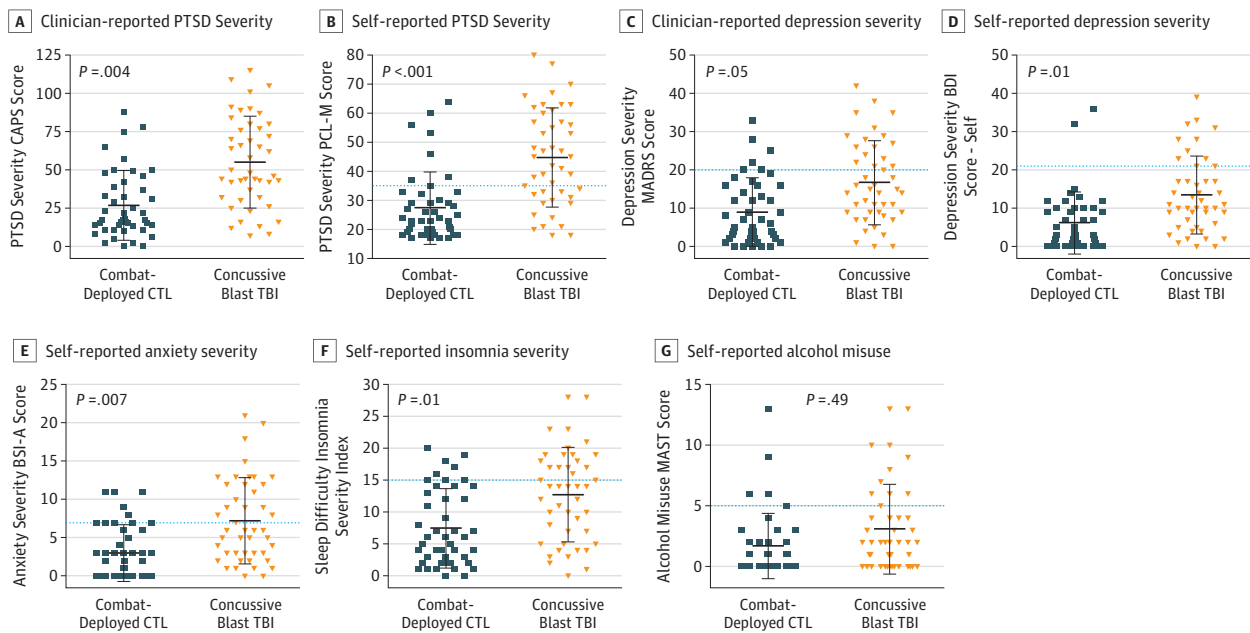 A Clinician-reported PTSD Severity
PTSD Severity CAPS Score
125
100
75
50
25
0
P =.004
Combat-
Deployed CTL
Concussive
Blast TBI
B Self-reported PTSD Severity
PTSD Severity PCL-M Score
80
70
60
50
40
30
20
10
P <.001
Combat-
Deployed CTL
Concussive
Blast TBI
C Clinician-reported depression severity
Depression Severity
MADRS Score
50
40
30
20
10
0
P =.05
Combat-
Deployed CTL
Concussive
Blast TBI
D Self-reported depression severity
Depression Severity BDI
Score - Self
50
40
30
20
10
0
P =.01
Combat-
Deployed CTL
Concussive
Blast TBI
E Self-reported anxiety severity
Anxiety Severity BSI-A Score
25
20
15
10
5
0
P =.007
Combat-
Deployed CTL
Concussive
Blast TBI
F Self-reported insomnia severity
Sleep Difficulty Insomnia
Severity Index
30
25
20
15
10
5
0
P =.01
Combat-
Deployed CTL
Concussive
Blast TBI
G Self-reported alcohol misuse
Alcohol Misuse MAST Score
15
10
5
0
P =.49
Combat-
Deployed CTL
Concussive
Blast TBI